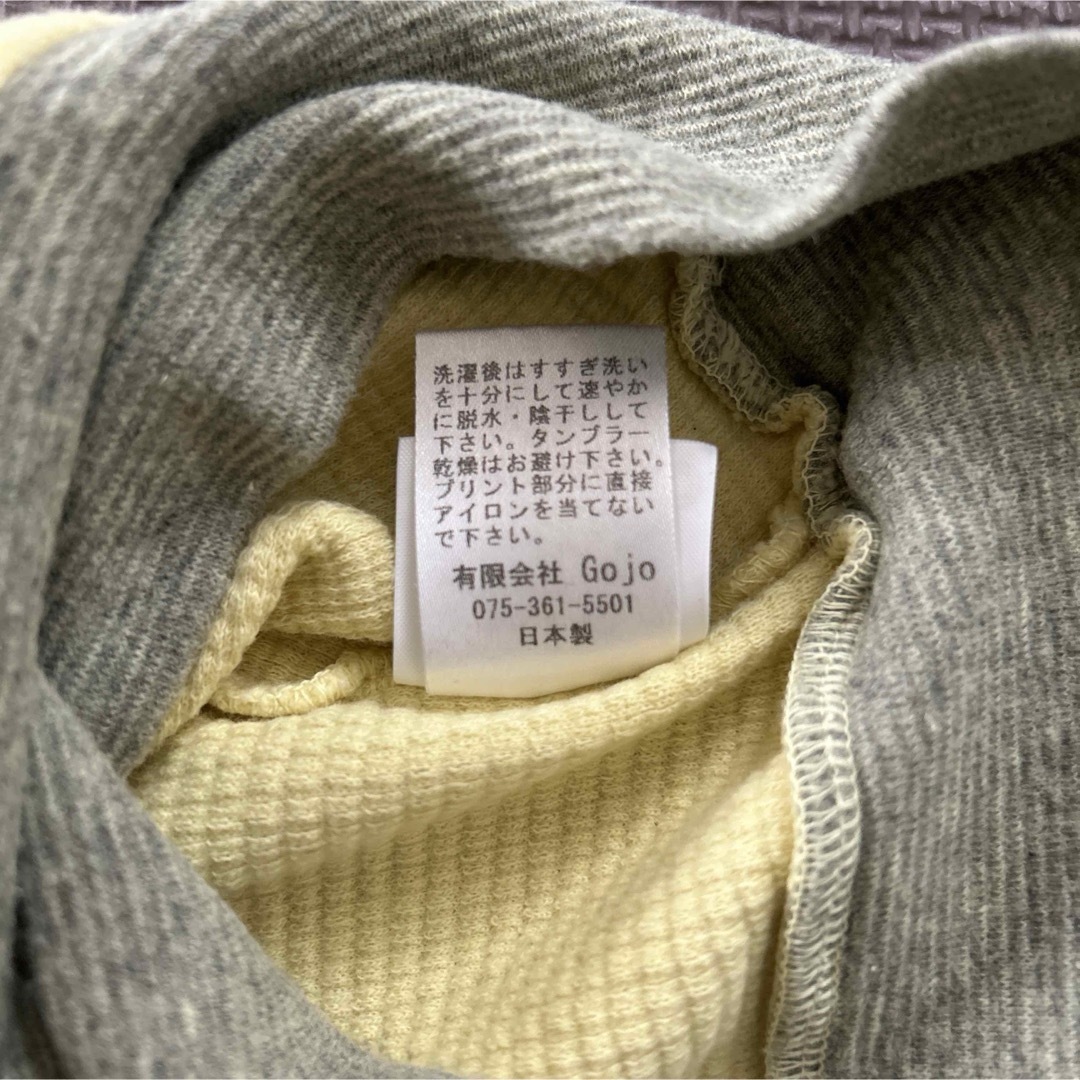 洗濯後はすすぎ洗い
を十分にして速やか
に脱水・陰干しして
下さい。タンブラー
乾燥はお避け下さい。
プリント部分に直接
アイロンを当てない
で下さい。
有限会社 Gojo
075-361-5501
日本製